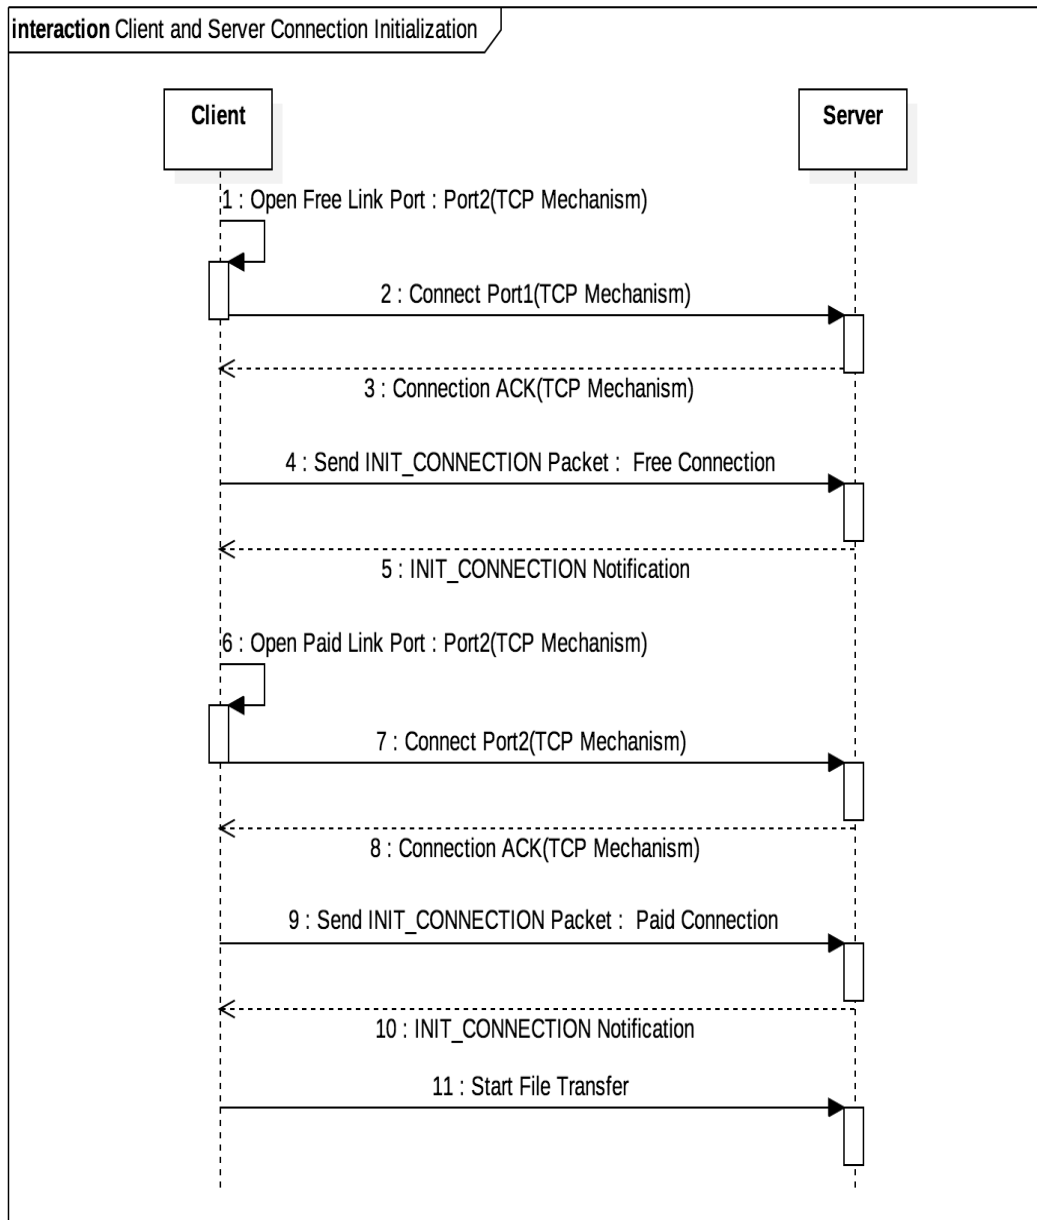 interaction Client and Server Connection Initialization
Client
Server
1 : Open Free Link Port : Port2(TCP Mechanism)
2 : Connect Port1(TCP Mechanism)
3 : Connection ACK(TCP Mechanism)
4 : Send INIT_CONNECTION Packet :  Free Connection
5 : INIT_CONNECTION Notification
6 : Open Paid Link Port : Port2(TCP Mechanism)
7 : Connect Port2(TCP Mechanism)
8 : Connection ACK(TCP Mechanism)
9 : Send INIT_CONNECTION Packet :  Paid Connection
10 : INIT_CONNECTION Notification
11 : Start File Transfer